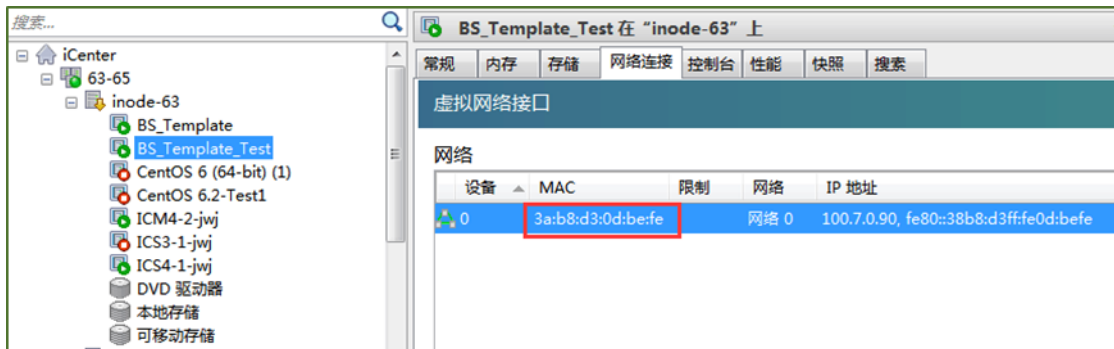 搜索...
iCenter
63-65
inode-63
BS_Template
BS_Template_Test
CentOS 6 (64-bit) (1)
CentOS 6.2-Test1
ICM4-2-jwj
ICS3-1-jwj
ICS4-1-jwj
DVD 驱动器
本地存储
可移动存储
BS_Template_Test 在 “inode-63” 上
常规 内存 存储 网络连接 控制台 性能 快照 搜索
虚拟网络接口
网络
设备 MAC 限制 网络 IP 地址
0 3a:b8:d3:0d:be:fe 网络 0 100.7.0.90, fe80::38b8:d3ff:fe0d:befe